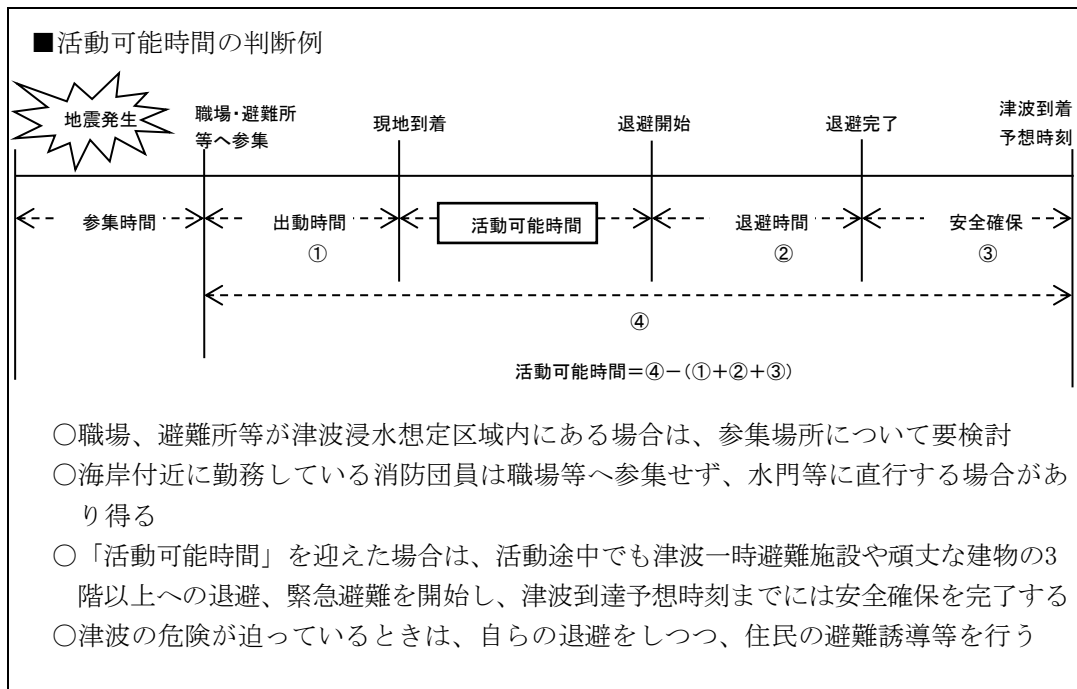 ■活動可能時間の判断例
地震発生
職場・避難所
等へ参集
現地到着
退避開始
退避完了
津波到着
予想時刻
参集時間
出動時間
①
活動可能時間
退避時間
②
安全確保
③
④
活動可能時間＝④－(①＋②＋③)
○職場、避難所等が津波浸水想定区域内にある場合は、参集場所について要検討
○海岸付近に勤務している消防団員は職場等へ参集せず、水門等に直行する場合があ
り得る
○「活動可能時間」を迎えた場合は、活動途中でも津波一時避難施設や頑丈な建物の3
階以上への退避、緊急避難を開始し、津波到達予想時刻までには安全確保を完了する
○津波の危険が迫っているときは、自らの退避をしつつ、住民の避難誘導等を行う